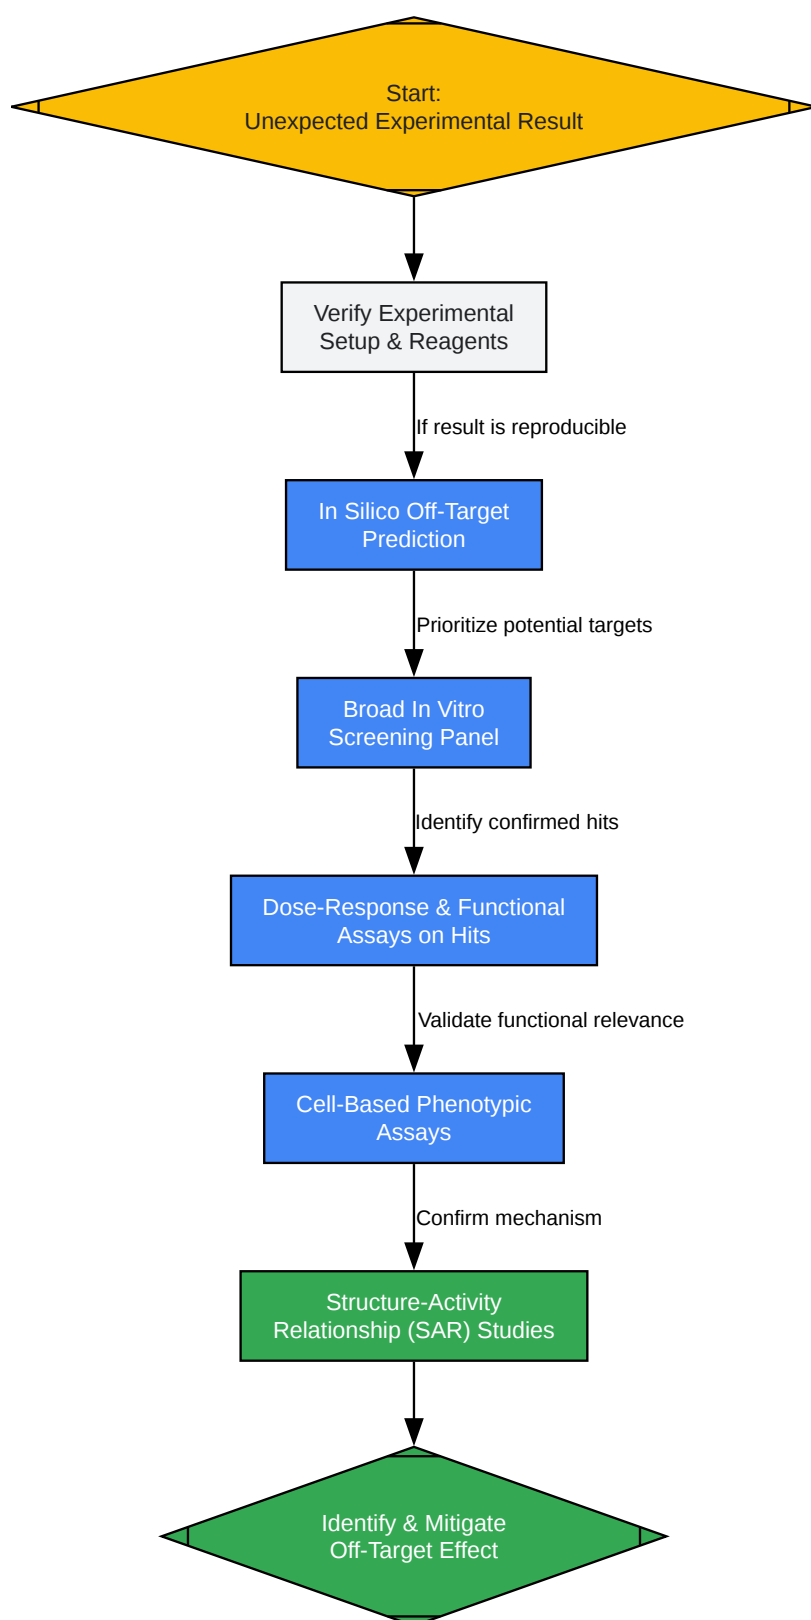 Start:
Unexpected Experimental Result
Verify Experimental
Setup & Reagents
If result is reproducible
In Silico Off-Target
Prediction
Prioritize potential targets
Broad In Vitro
Screening Panel
Identify confirmed hits
Dose-Response & Functional
Assays on Hits
Validate functional relevance
Cell-Based Phenotypic
Assays
Confirm mechanism
Structure-Activity
Relationship (SAR) Studies
Identify & Mitigate
Off-Target Effect